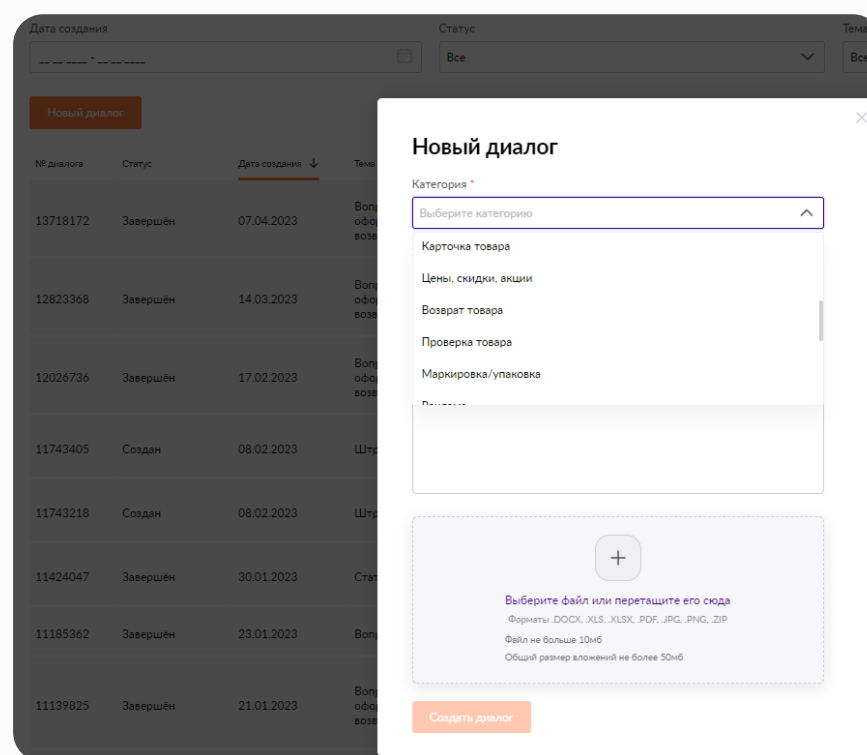 Дата создания
Статус
Тема
__.__.____ - __.__.____
Все
Все
Новый диалог
№ диалога
Статус
Дата создания
Тема
13718172
Завершён
07.04.2023
12823368
Завершён
14.03.2023
12026736
Завершён
17.02.2023
11743405
Создан
08.02.2023
11743218
Создан
08.02.2023
11424047
Завершён
30.01.2023
11185362
Завершён
23.01.2023
11139825
Завершён
21.01.2023
Новый диалог
Категория *
Выберите категорию
Карточка товара
Цены, скидки, акции
Возврат товара
Проверка товара
Маркировка/упаковка
Выберите файл или перетащите его сюда
Форматы .DOCX, .XLS, .XLSX, .PDF, .JPG, .PNG, .ZIP
Файл не больше 10мб
Общий размер вложений не более 50мб
Создать диалог